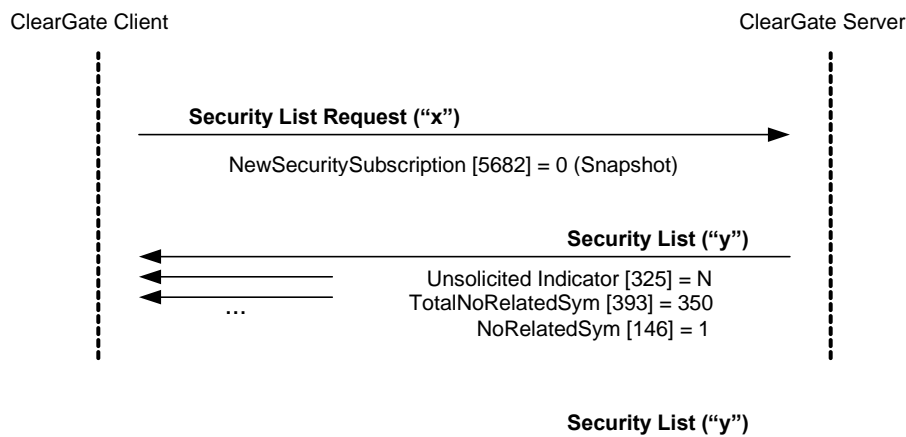 ClearGate Client
ClearGate Server
Security List Request (“x”)
NewSecuritySubscription [5682] = 0 (Snapshot)
Security List (“y”)
Unsolicited Indicator [325] = N
TotalNoRelatedSym [393] = 350
...
NoRelatedSym [146] = 1
Security List (“y”)